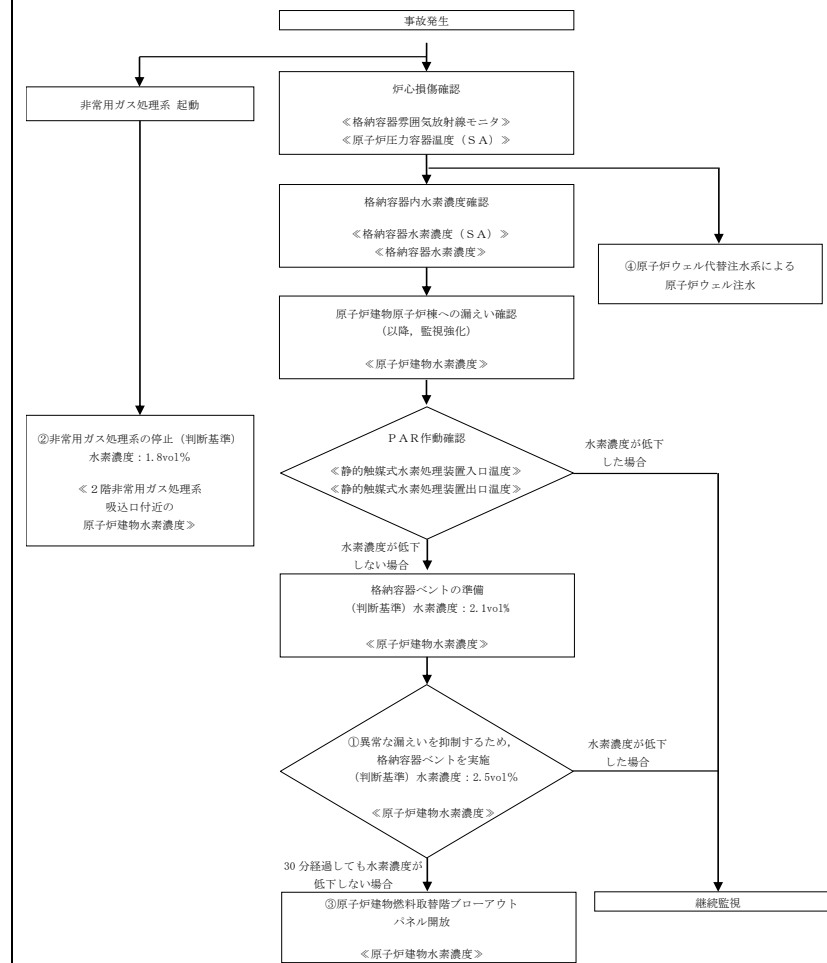 事故発生
非常用ガス処理系 起動
炉心損傷確認
≪格納容器雰囲気放射線モニタ≫
≪原子炉圧力容器温度（ＳＡ）≫
格納容器内水素濃度確認
≪格納容器水素濃度（ＳＡ）≫
≪格納容器水素濃度≫
④原子炉ウェル代替注水系による
原子炉ウェル注水
原子炉建物原子炉棟への漏えい確認
（以降，監視強化）
≪原子炉建物水素濃度≫
②非常用ガス処理系の停止（判断基準）
水素濃度：1.8vol％
≪２階非常用ガス処理系
吸込口付近の
原子炉建物水素濃度≫
ＰＡＲ作動確認
≪静的触媒式水素処理装置入口温度≫
≪静的触媒式水素処理装置出口温度≫
水素濃度が低下
した場合
水素濃度が低下
しない場合
格納容器ベントの準備
（判断基準）水素濃度：2.1vol%
≪原子炉建物水素濃度≫
①異常な漏えいを抑制するため，
格納容器ベントを実施
（判断基準）水素濃度：2.5vol％
≪原子炉建物水素濃度≫
水素濃度が低下
した場合
30分経過しても水素濃度が
低下しない場合
③原子炉建物燃料取替階ブローアウト
パネル開放
≪原子炉建物水素濃度≫
継続監視